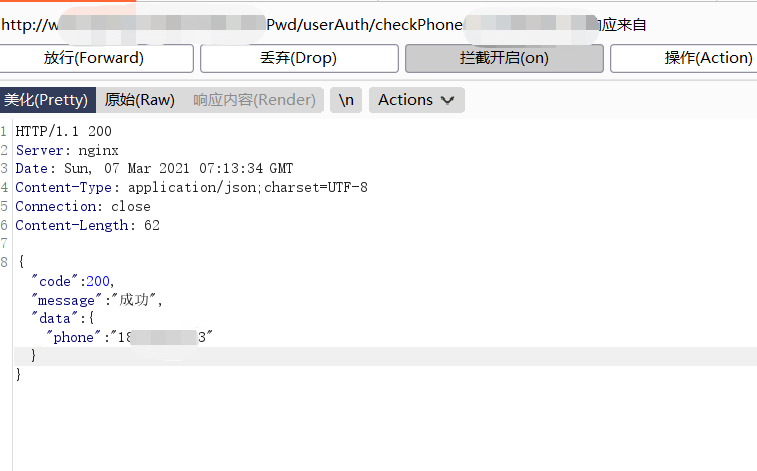 http://w Pwd/userAuth/checkPhone 应来自
放行(Forward) 丢弃(Drop) 拦截开启(on) 操作(Action)
美化(Pretty) 原始(Raw) 响应内容(Render) \n Actions
1 HTTP/1.1 200
2 Server: nginx
3 Date: Sun, 07 Mar 2021 07:13:34 GMT
4 Content-Type: application/json;charset=UTF-8
5 Connection: close
6 Content-Length: 62
7
8 {
"code":200,
"message":"成功",
"data":{
"phone":"18 3"
}
}